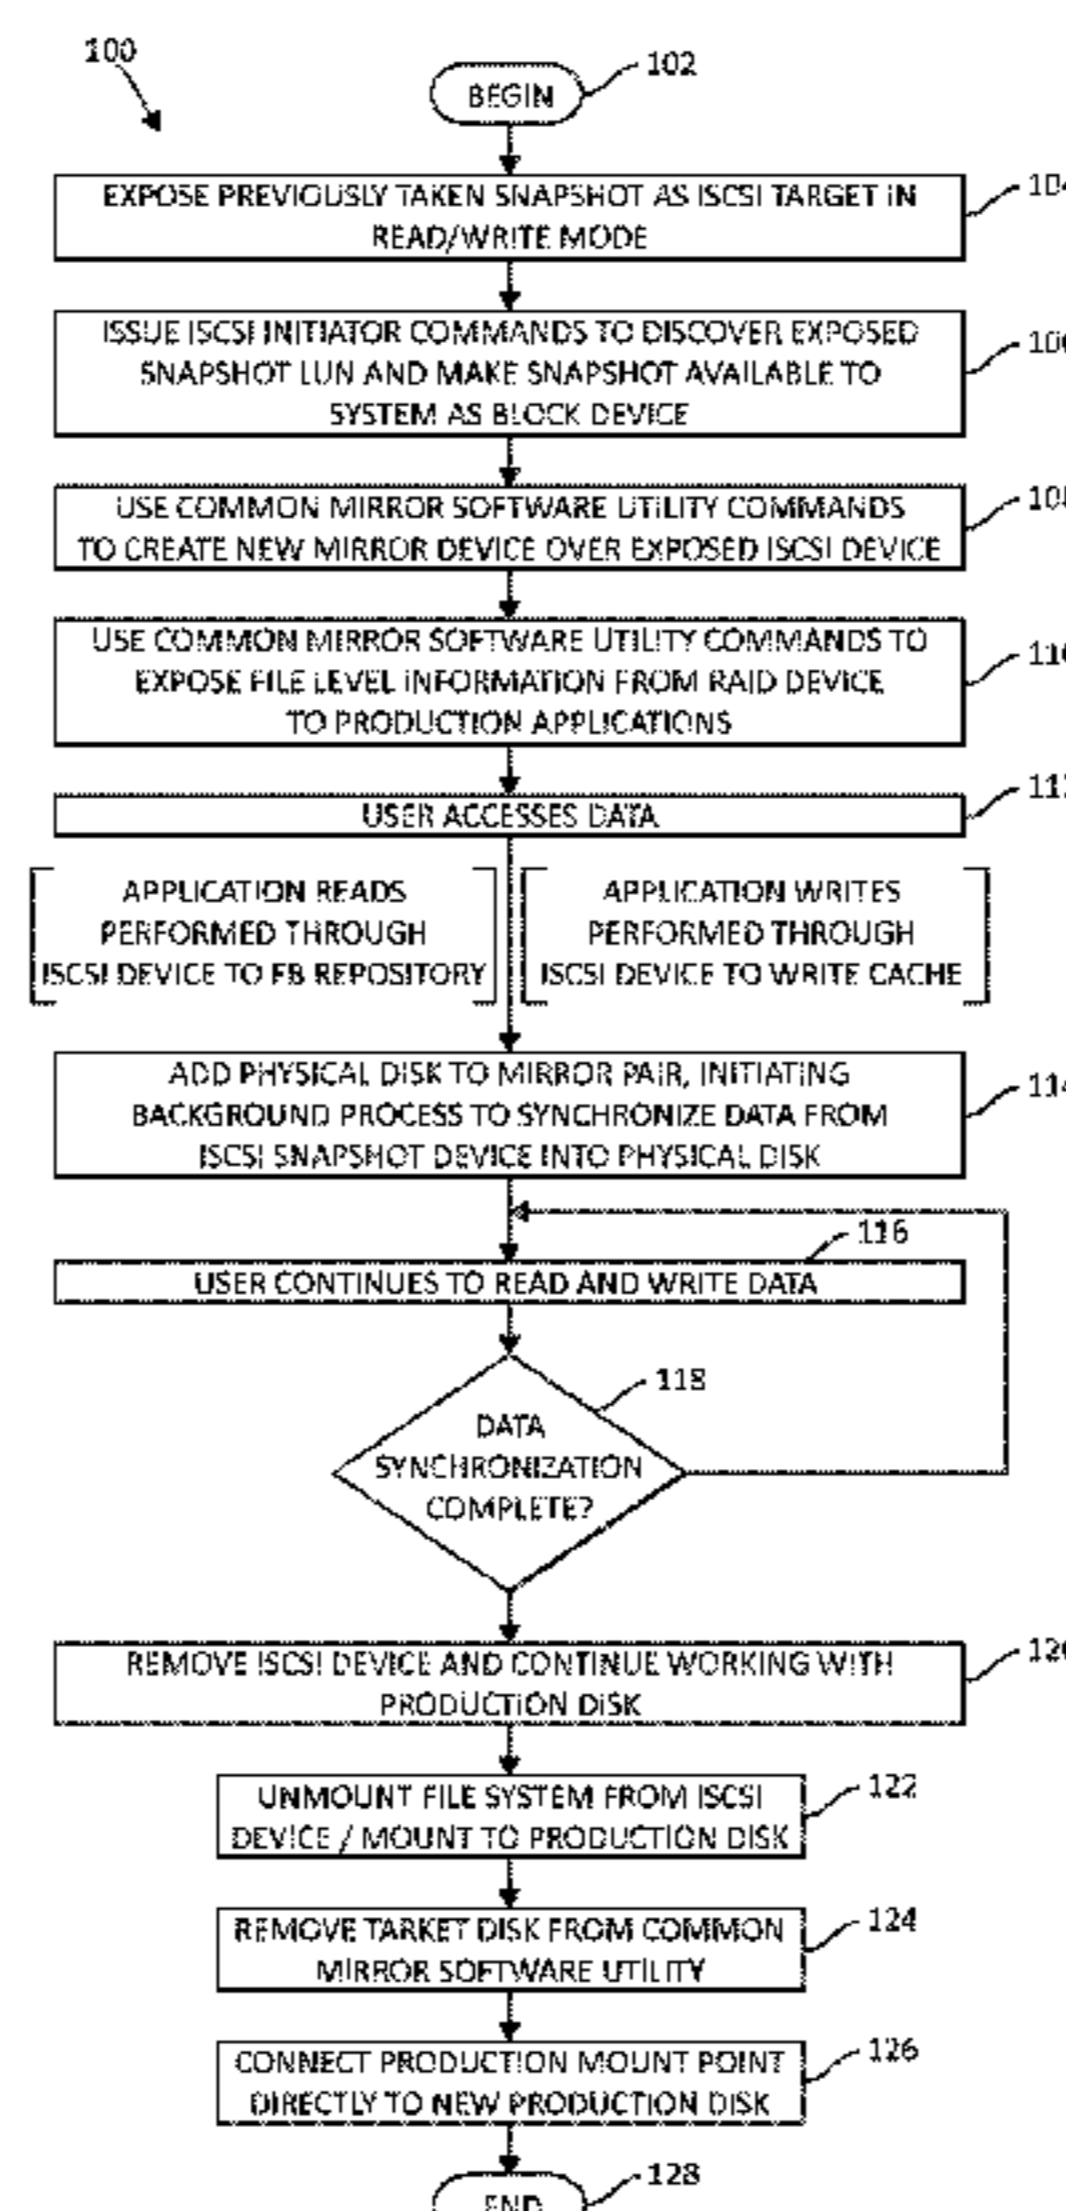 100
102
BEGIN
104
EXPOSE PREVIOUSLY TAKEN SNAPSHOT AS ISCSI TARGET IN
READ/WRITE MODE
ISSUE ISCSI INITIATOR COMMANDS TO DISCOVER EXPOSED
SNAPSHOT LUN AND MAKE SNAPSHOT AVAILABLE TO
SYSTEM AS BLOCK DEVICE
USE COMMON MIRROR SOFTWARE UTILITY COMMANDS
TO CREATE NEW MIRROR DEVICE OVER EXPOSED ISCSI DEVICE
USE COMMON MIRROR SOFTWARE UTILITY COMMANDS TO
EXPOSE FILE LEVEL INFORMATION FROM RAID DEVICE
TO PRODUCTION APPLICATIONS
USER ACCESSES DATA
APPLICATION READS
PERFORMED THROUGH
ISCSI DEVICE TO FB REPOSITORY
APPLICATION WRITES
PERFORMED THROUGH
ISCSI DEVICE TO WRITE CACHE
114
ADD PHYSICAL DISK TO MIRROR PAIR, INITIATING
BACKGROUND PROCESS TO SYNCHRONIZE DATA FROM
ISCSI SNAPSHOT DEVICE INTO PHYSICAL DISK
116
USER CONTINUES TO READ AND WRITE DATA
118
DATA
SYNCHRONIZATION
COMPLETE?
REMOVE ISCSI DEVICE AND CONTINUE WORKING WITH
PRODUCTION DISK
122
UNMOUNT FILE SYSTEM FROM ISCSI
DEVICE / MOUNT TO PRODUCTION DISK
124
REMOVE TARKET DISK FROM COMMON
MIRROR SOFTWARE UTILITY
126
CONNECT PRODUCTION MOUNT POINT
DIRECTLY TO NEW PRODUCTION DISK
128
END